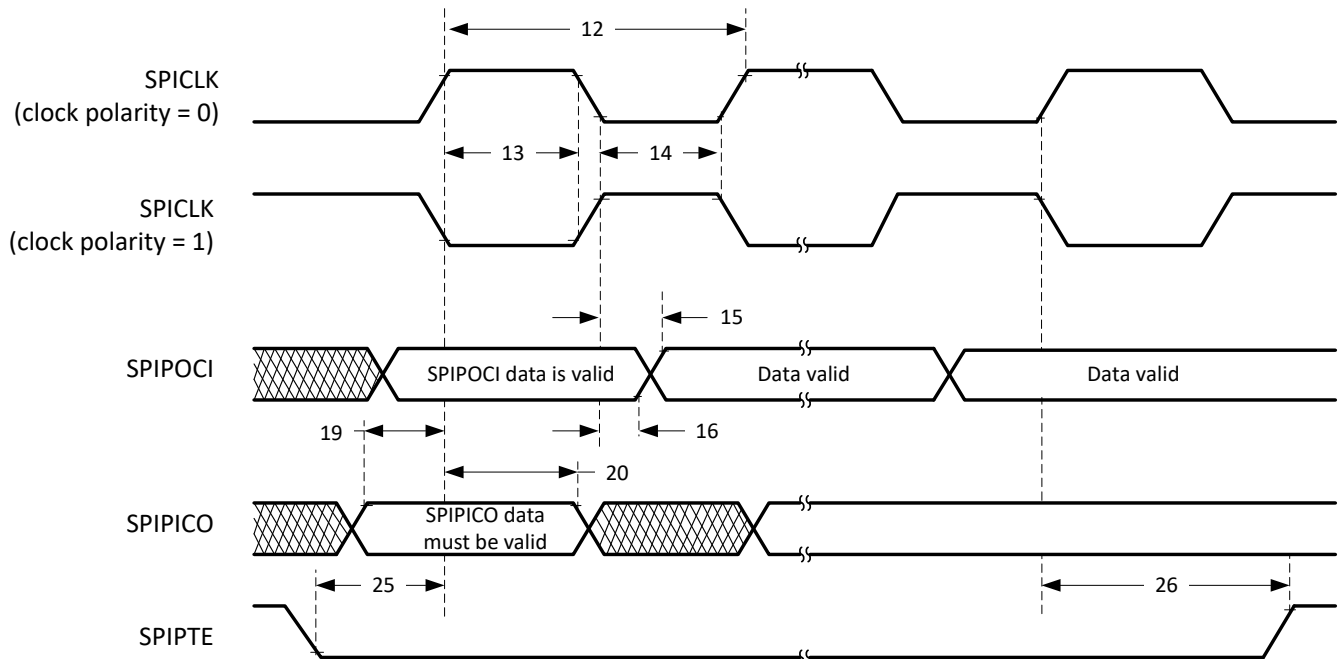 12
SPICLK
(clock polarity = 0)
13
14
SPICLK
(clock polarity = 1)
15
SPIPOCI
SPIPOCI data is valid
Data valid
Data valid
19
16
20
SPIPICO
SPIPICO data
must be valid
25
26
SPIPTE